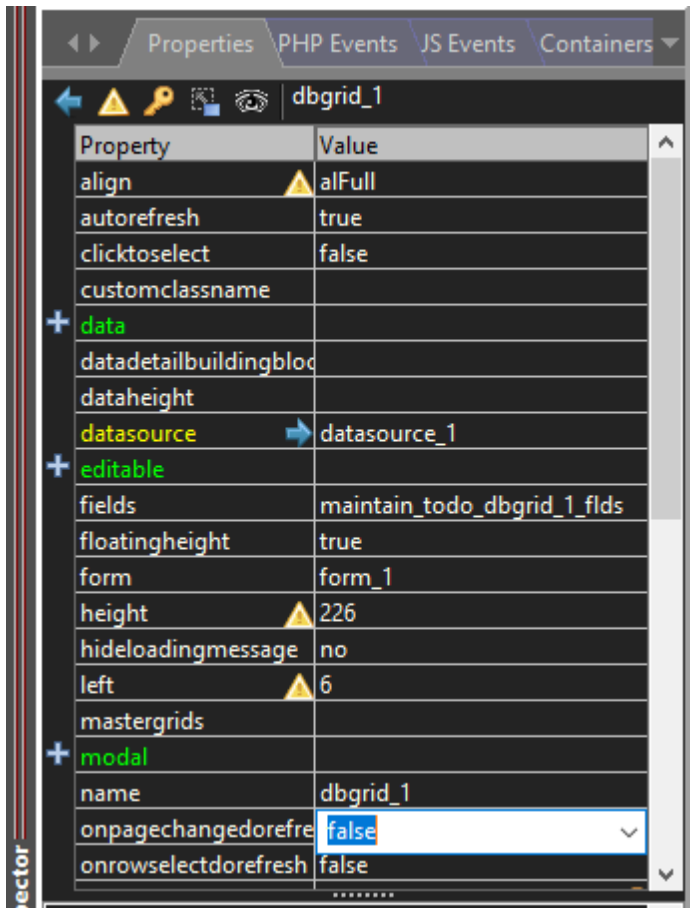 Properties PHP Events JS Events Containers
dbgrid_1
Property Value
align alFull
autorefresh true
clicktoselect false
customclassname
data
datadetailbuildingbloc
dataheight
datasource datasource_1
editable
fields maintain_todo_dbgrid_1_flds
floatingheight true
form form_1
height 226
hideloadingmessage no
left 6
mastergrids
modal
name dbgrid_1
onpagechangedorefre false
onrowselectdorefresh false
pector